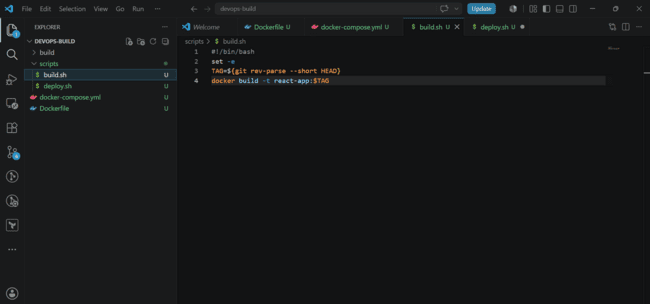 File Edit Selection View Go Run ···
devops-build
Update
EXPLORER ···
DEVOPS-BUILD
build
scripts
$ build.sh U
$ deploy.sh U
docker-compose.yml U
Dockerfile U
Welcome
Dockerfile U
docker-compose.yml U
$ build.sh U
$ deploy.sh U
scripts > $ build.sh
1 #!/bin/bash
2 set -e
3 TAG=${git rev-parse --short HEAD}
4 docker build -t react-app:$TAG